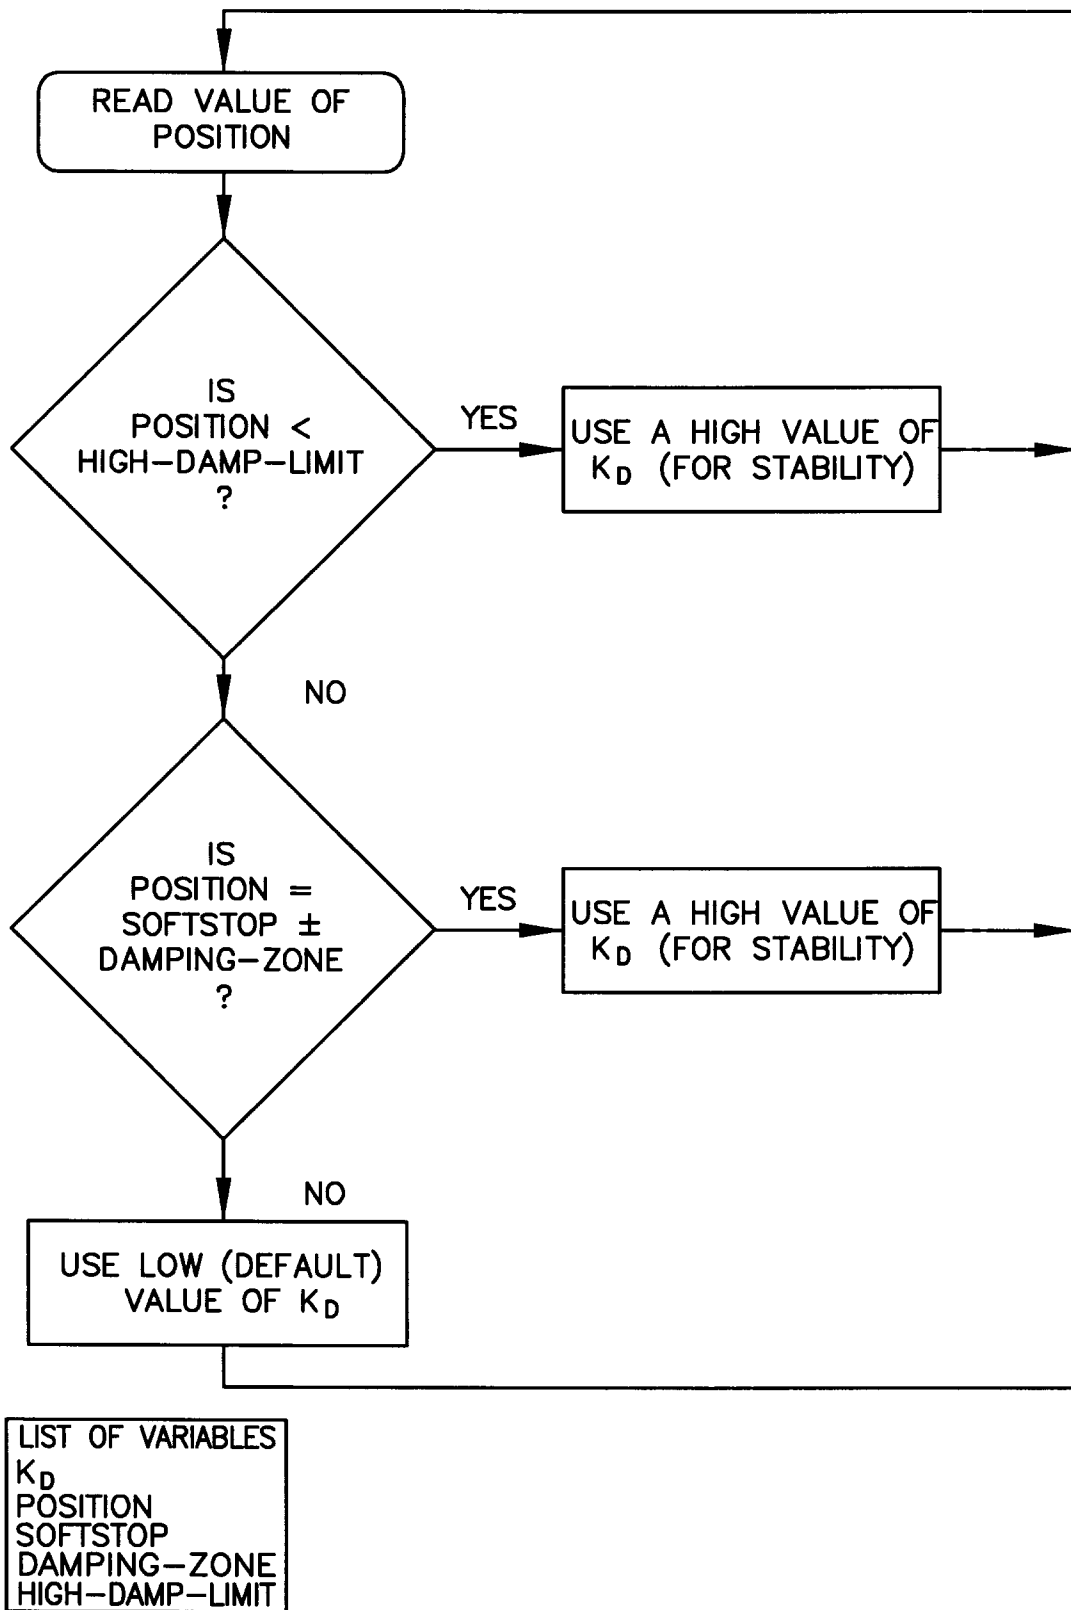 READ VALUE OF
POSITION
IS
POSITION <
HIGH-DAMP-LIMIT
?
YES
USE A HIGH VALUE OF
KD (FOR STABILITY)
NO
IS
POSITION =
SOFTSTOP ±
DAMPING-ZONE
?
YES
USE A HIGH VALUE OF
KD (FOR STABILITY)
NO
USE LOW (DEFAULT)
VALUE OF KD
LIST OF VARIABLES
KD
POSITION
SOFTSTOP
DAMPING-ZONE
HIGH-DAMP-LIMIT